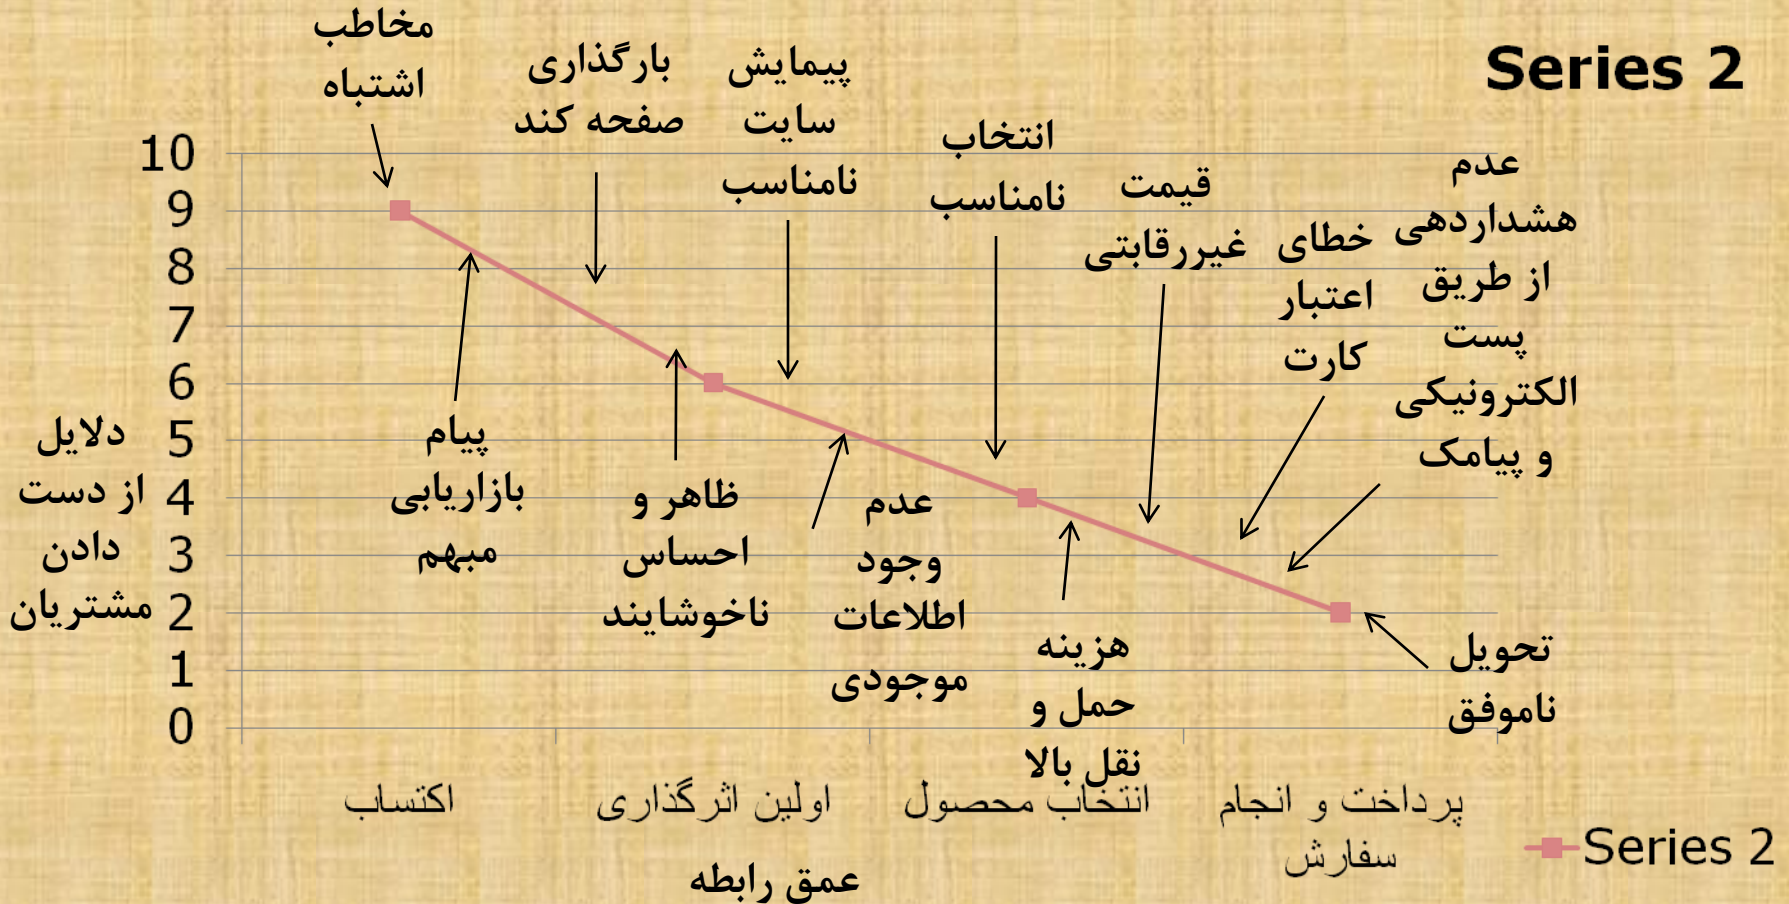 Series 2
مخاطب
اشتباه
بارگذاری
صفحه کند
پیمایش
سایت
نامناسب
انتخاب
نامناسب
قیمت
غیررقابتی
خطای
اعتبار
کارت
عدم
هشداردهی
از طریق
پست
الکترونیکی
و پیامک
10
9
8
7
6
5
4
3
2
1
0
دلایل
از دست
دادن
مشتریان
پیام
بازاریابی
مبهم
ظاهر و
احساس
ناخوشایند
عدم
وجود
اطلاعات
موجودی
هزینه
حمل و
نقل بالا
تحویل
ناموفق
اکتساب
اولین اثرگذاری
انتخاب محصول
پرداخت و انجام
سفارش
عمق رابطه
Series 2